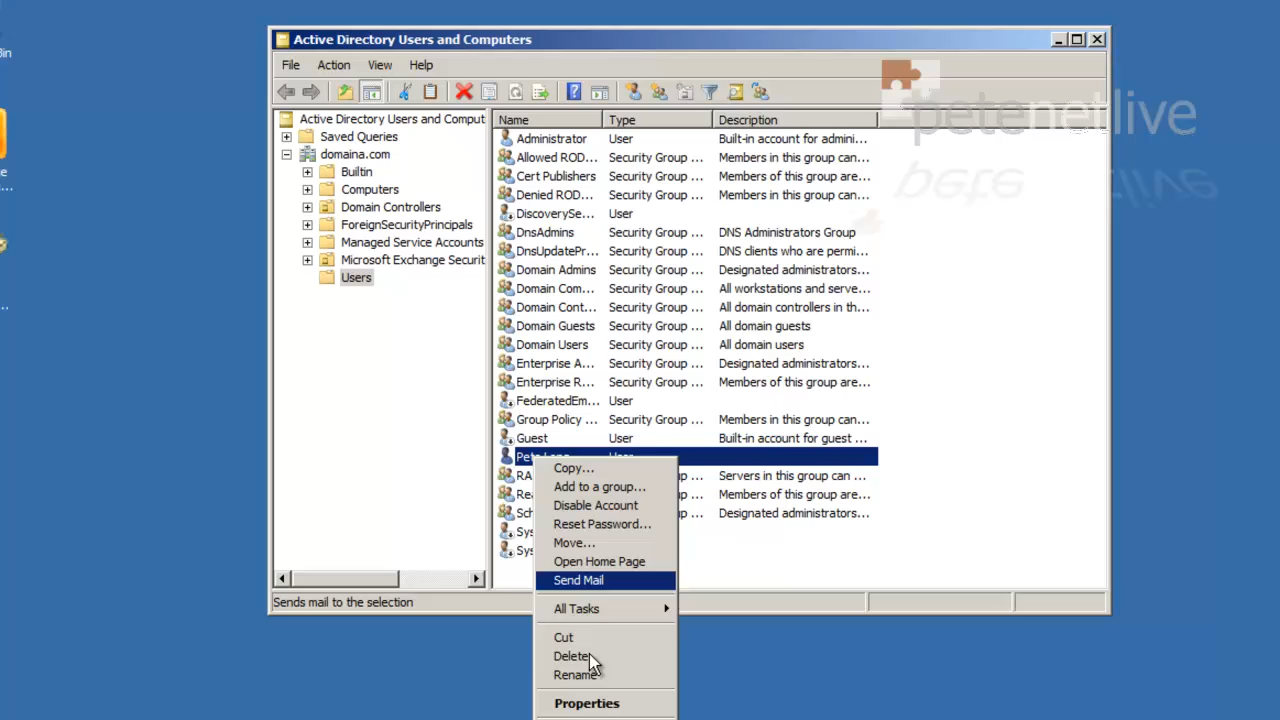 Active Directory Users and Computers
File Action View Help
petenetlive
Active Directory Users and Comput
Saved Queries
domaina.com
Builtin
Computers
Domain Controllers
ForeignSecurityPrincipals
Managed Service Accounts
Microsoft Exchange Securit
Users
Name Type Description
Administrator User Built-in account for admini...
Allowed ROD... Security Group ... Members in this group can...
Cert Publishers Security Group ... Members of this group are...
Denied ROD... Security Group ... Members in this group can...
DiscoverySe... User
DnsAdmins Security Group ... DNS Administrators Group
DnsUpdatePr... Security Group ... DNS clients who are permi...
Domain Admins Security Group ... Designated administrators...
Domain Com... Security Group ... All workstations and serve...
Domain Cont... Security Group ... All domain controllers in th...
Domain Guests Security Group ... All domain guests
Domain Users Security Group ... All domain users
Enterprise A... Security Group ... Designated administrators...
Enterprise R... Security Group ... Members of this group are...
FederatedEm... User
Group Policy ... Security Group ... Members in this group can...
Guest User Built-in account for guest ...
RA Servers in this group can ...
Re Members of this group are...
Sch Designated administrators...
Sys
Sys
Copy...
Add to a group...
Disable Account
Reset Password...
Move...
Open Home Page
Send Mail
All Tasks
Cut
Delete
Rename
Properties
Sends mail to the selection